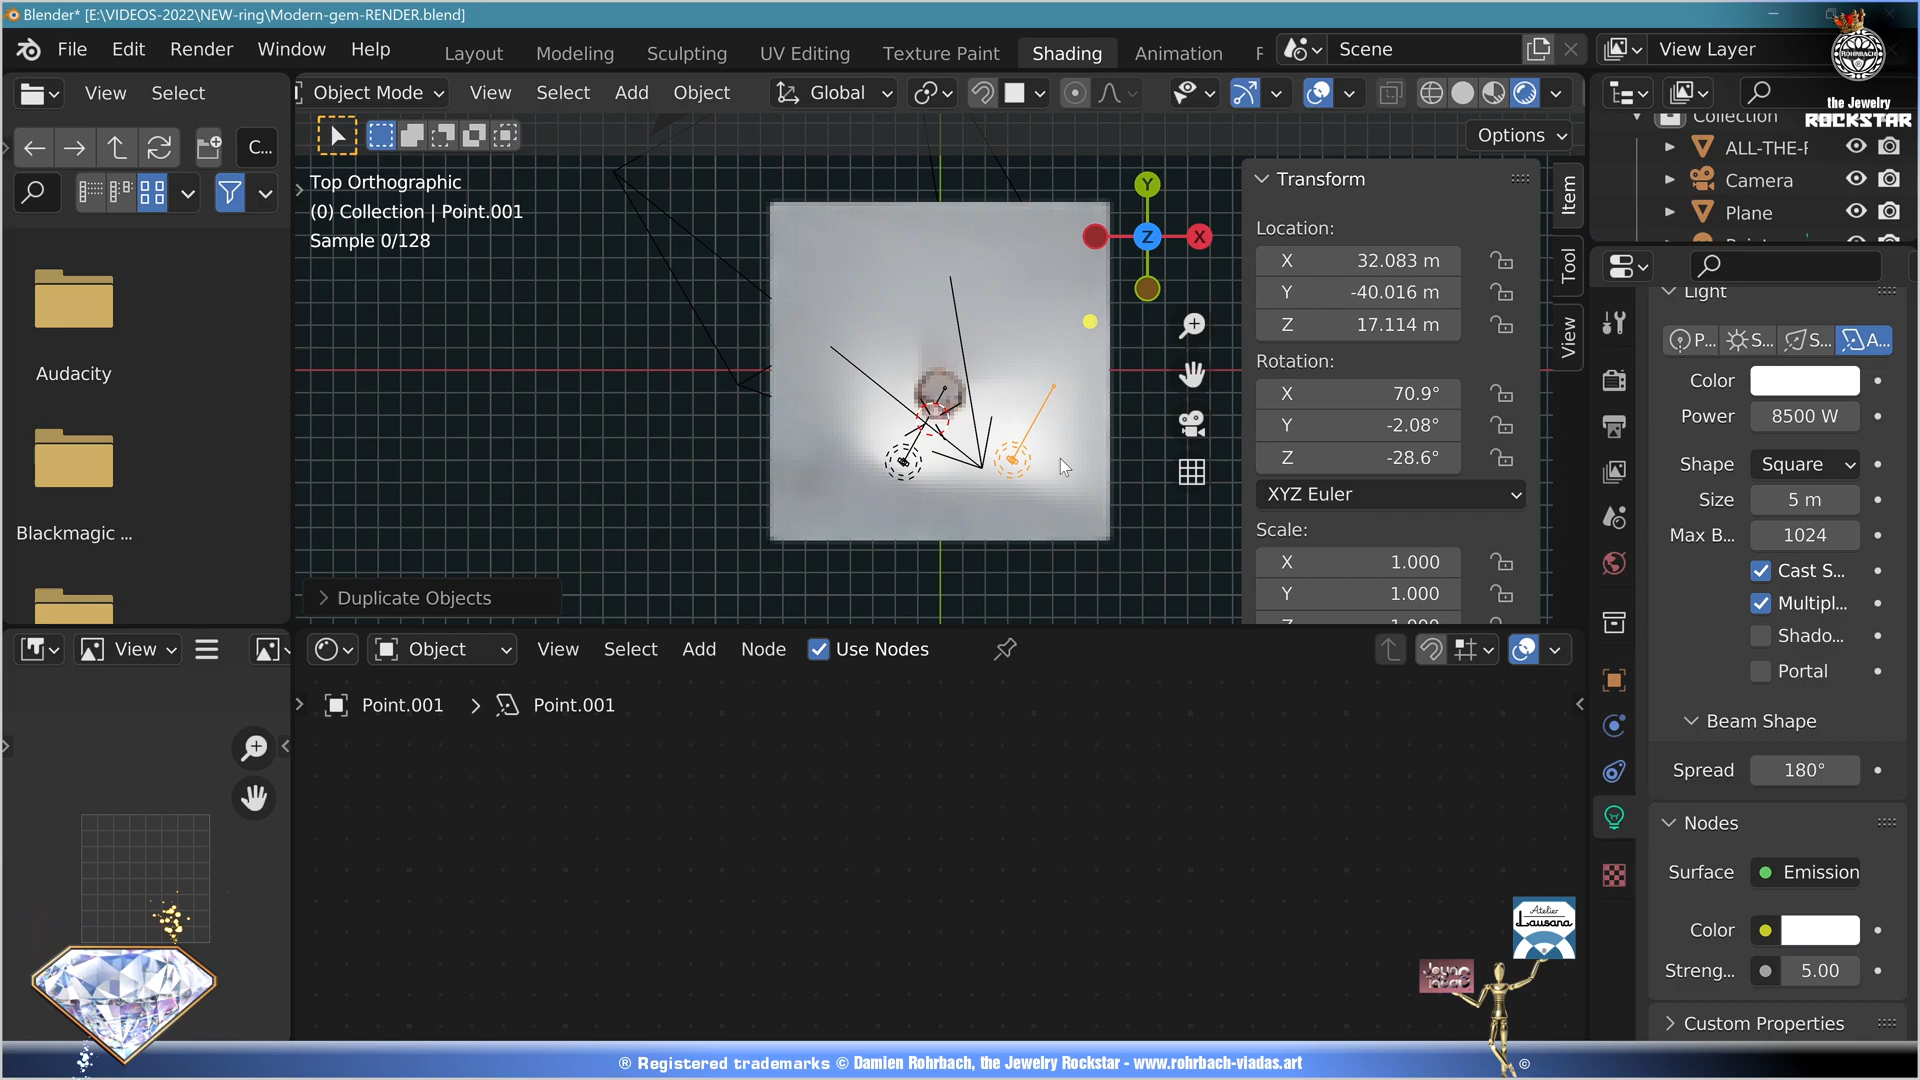 Blender* [E:\VIDEOS-2022\NEW-ring\Modern-gem-RENDER.blend]
File Edit Render Window Help
Layout Modeling Sculpting UV Editing Texture Paint Shading Animation
Scene
View Layer
the Jewelry
ROCKSTAR
View Select
Object Mode View Select Add Object
Global
Options
C...
Top Orthographic
(0) Collection | Point.001
Sample 0/128
Y
Z
X
Audacity
Blackmagic ...
Duplicate Objects
Transform
Location:
X 32.083 m
Y -40.016 m
Z 17.114 m
Rotation:
X 70.9°
Y -2.08°
Z -28.6°
XYZ Euler
Scale:
X 1.000
Y 1.000
Z 1.000
Item
Tool
View
Collection
ALL-THE-F
Camera
Plane
Light
P... S... S... A...
Color
Power 8500 W
Shape Square
Size 5 m
Max B... 1024
Cast S...
Multipl...
Shado...
Portal
Beam Shape
Spread 180°
Nodes
Surface Emission
Color
Streng... 5.00
Custom Properties
View
Object View Select Add Node Use Nodes
Point.001 > Point.001
Atelier
Lausana
® Registered trademarks © Damien Rohrbach, the Jewelry Rockstar - www.rohrbach-viadas.art
©